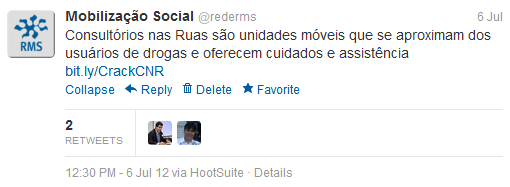 Mobilização Social @rederms 6 Jul
RMS
Consultórios nas Ruas são unidades móveis que se aproximam dos
usuários de drogas e oferecem cuidados e assistência
bit.ly/CrackCNR
Collapse Reply Delete Favorite
2
RETWEETS
12:30 PM - 6 Jul 12 via HootSuite · Details